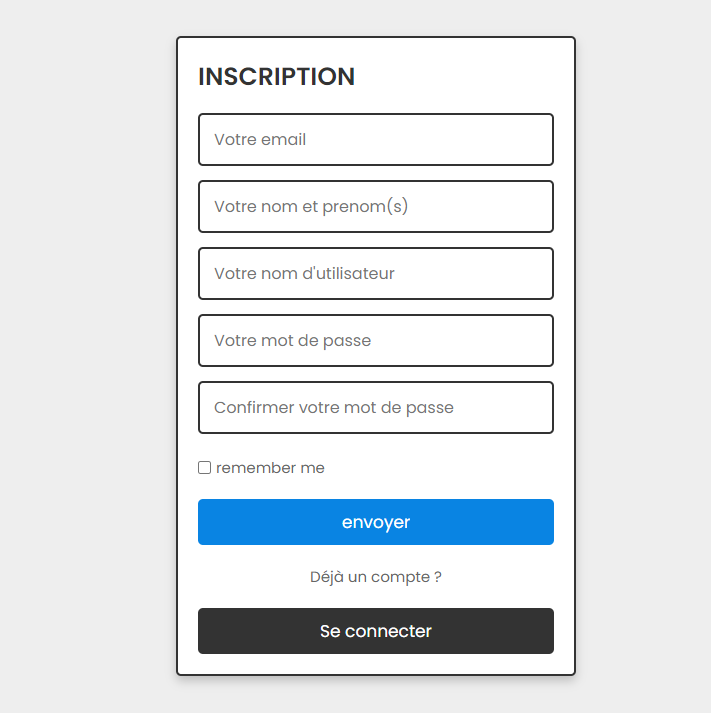 INSCRIPTION
Votre email
Votre nom et prenom(s)
Votre nom d'utilisateur
Votre mot de passe
Confirmer votre mot de passe
remember me
envoyer
Déjà un compte ?
Se connecter